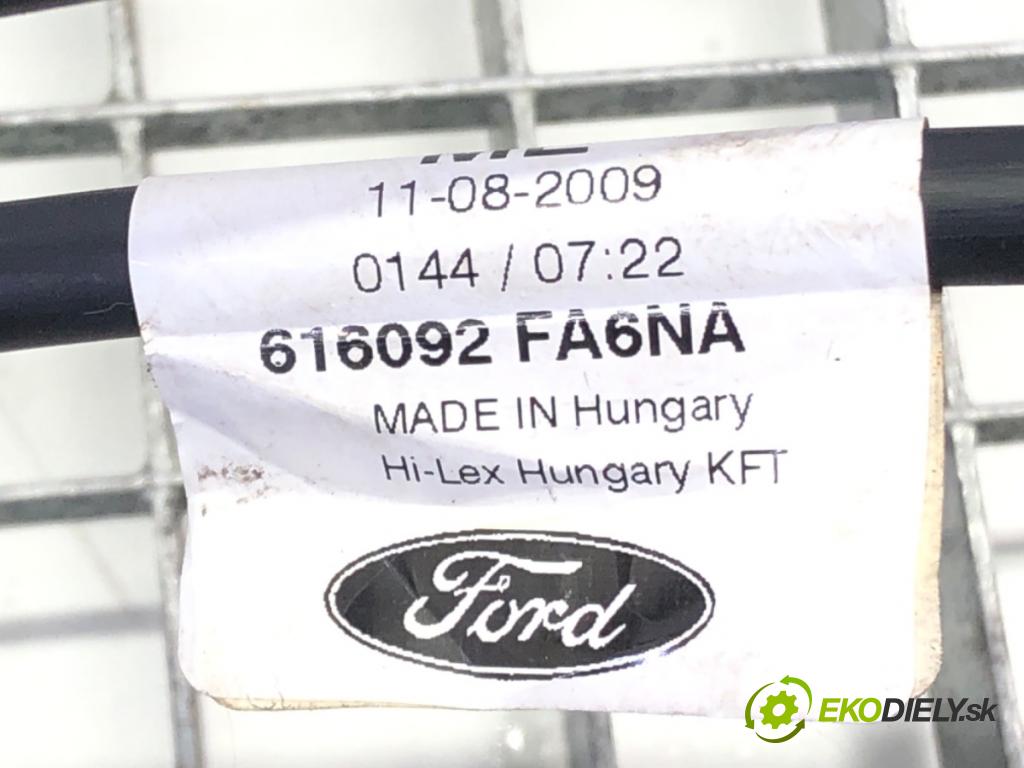 11-08-2009
0144 / 07:22
616092 FA6NA
MADE IN Hungary
Hi-Lex Hungary KFT
Ford
EKODIELY.sk